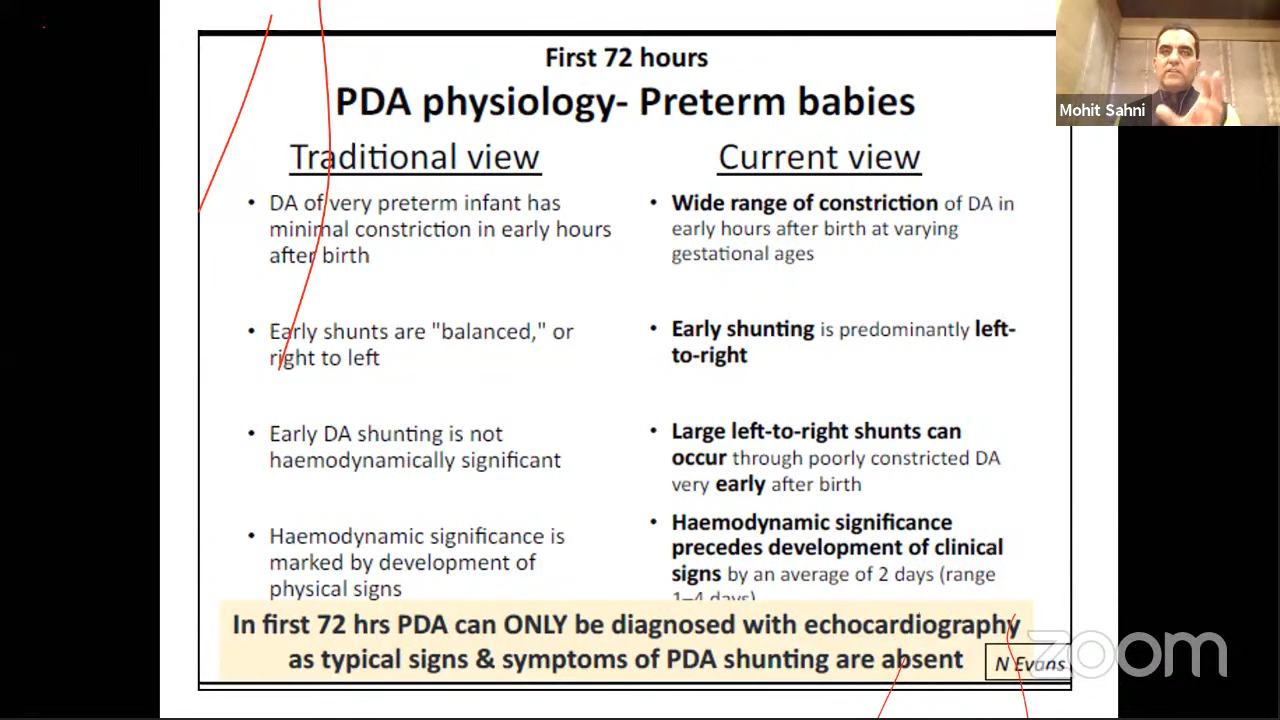 First 72 hours
PDA physiology- Preterm babies
Mohit Sahni
Traditional view
• DA of very preterm infant has
minimal constriction in early hours
after birth
• Early shunts are "balanced," or
right to left
• Early DA shunting is not
haemodynamically significant
• Haemodynamic significance is
marked by development of
physical signs
Current view
• Wide range of constriction of DA in
early hours after birth at varying
gestational ages
• Early shunting is predominantly left-
to-right
• Large left-to-right shunts can
occur through poorly constricted DA
very early after birth
• Haemodynamic significance
precedes development of clinical
signs by an average of 2 days (range
1–4 days)
In first 72 hrs PDA can ONLY be diagnosed with echocardiography
as typical signs & symptoms of PDA shunting are absent
N Evans
zoom